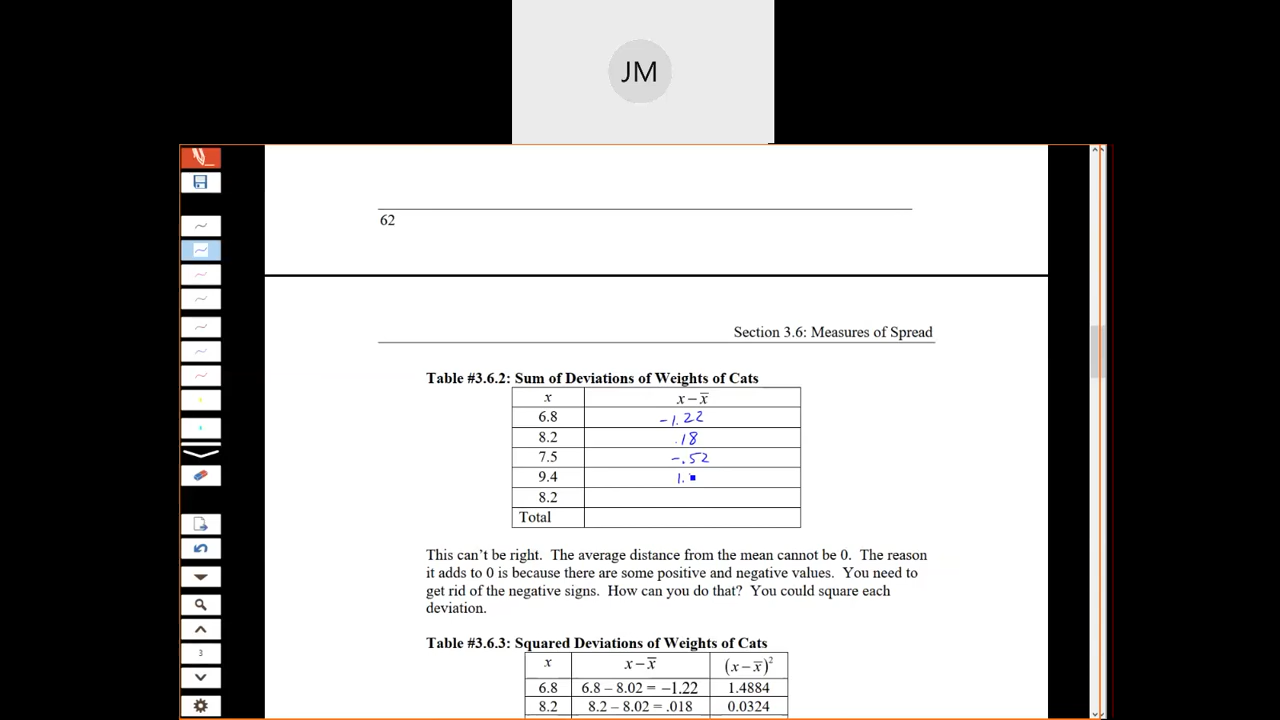 JM
62
Section 3.6: Measures of Spread
Table #3.6.2: Sum of Deviations of Weights of Cats
x x − x̅
6.8 -1.22
8.2 .18
7.5 -.52
9.4 1.
8.2
Total
This can't be right. The average distance from the mean cannot be 0. The reason
it adds to 0 is because there are some positive and negative values. You need to
get rid of the negative signs. How can you do that? You could square each
deviation.
Table #3.6.3: Squared Deviations of Weights of Cats
x x − x̅ (x − x̅)²
6.8 6.8 – 8.02 = −1.22 1.4884
8.2 8.2 – 8.02 = .018 0.0324
3